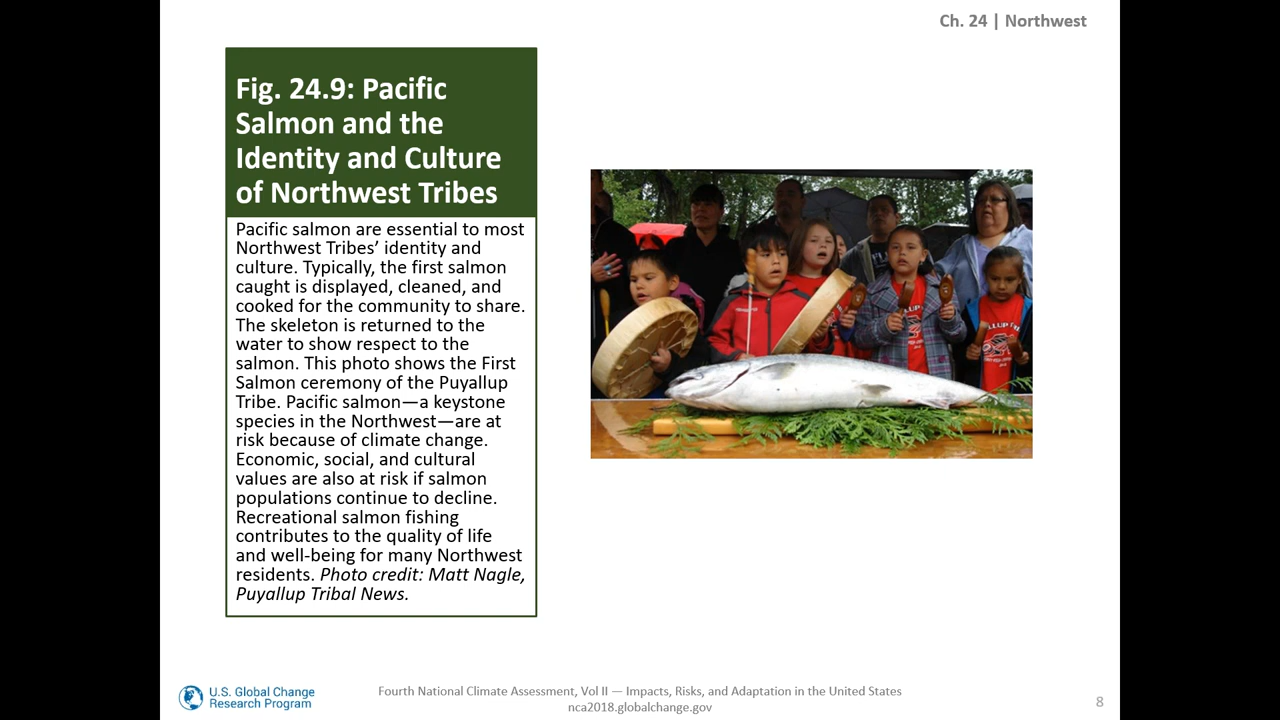 Ch. 24 | Northwest
Fig. 24.9: Pacific
Salmon and the
Identity and Culture
of Northwest Tribes
Pacific salmon are essential to most
Northwest Tribes’ identity and
culture. Typically, the first salmon
caught is displayed, cleaned, and
cooked for the community to share.
The skeleton is returned to the
water to show respect to the
salmon. This photo shows the First
Salmon ceremony of the Puyallup
Tribe. Pacific salmon—a keystone
species in the Northwest—are at
risk because of climate change.
Economic, social, and cultural
values are also at risk if salmon
populations continue to decline.
Recreational salmon fishing
contributes to the quality of life
and well-being for many Northwest
residents. Photo credit: Matt Nagle,
Puyallup Tribal News.
U.S. Global Change
Research Program
Fourth National Climate Assessment, Vol II — Impacts, Risks, and Adaptation in the United States
nca2018.globalchange.gov
8